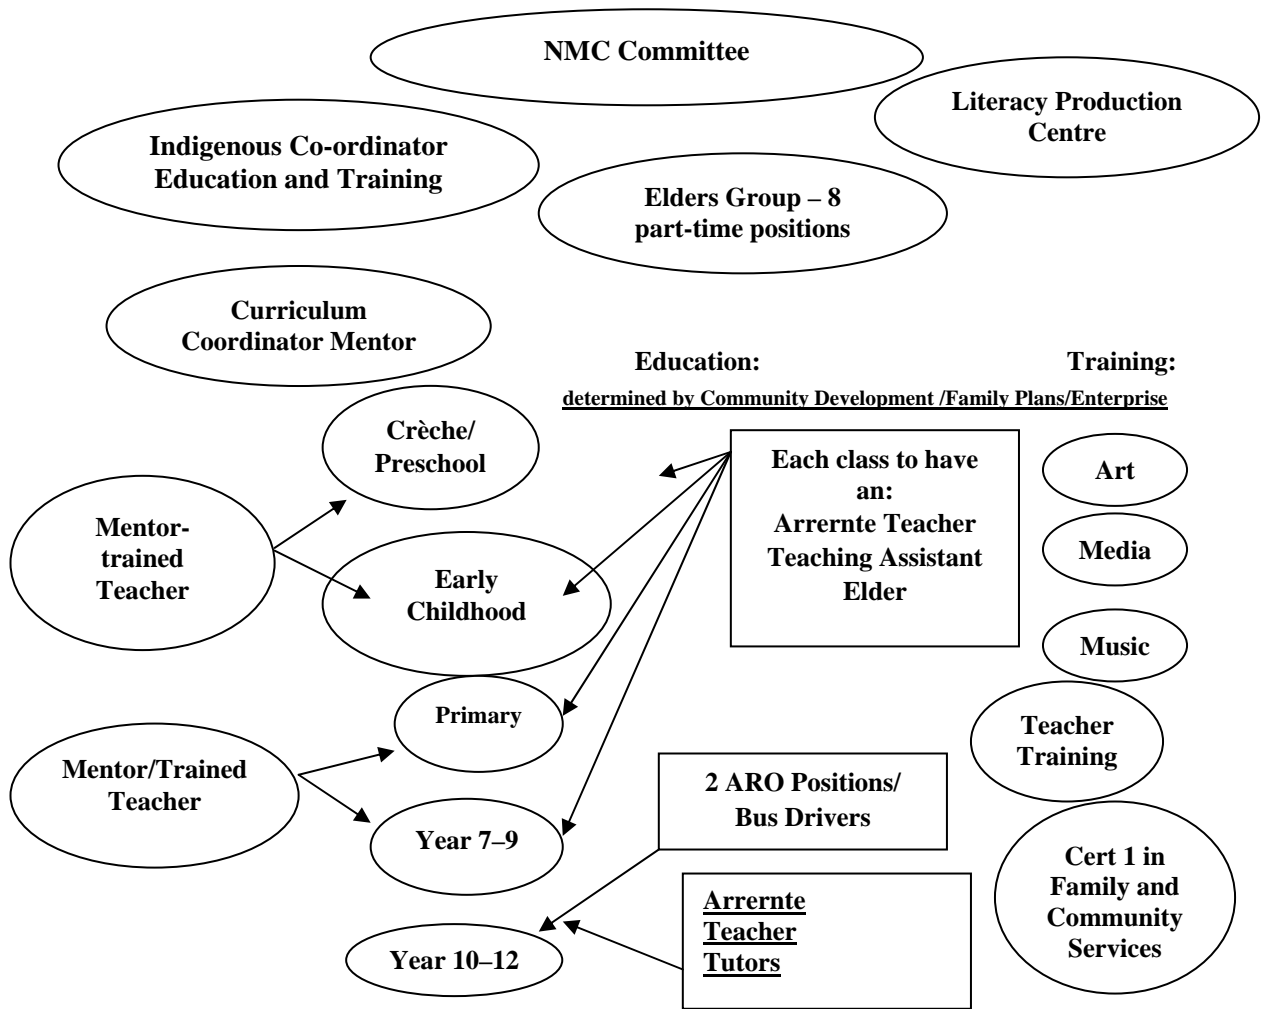 NMC Committee
Literacy Production
Centre
Indigenous Co-ordinator
Education and Training
Elders Group – 8
part-time positions
Curriculum
Coordinator Mentor
Education:
Training:
determined by Community Development /Family Plans/Enterprise
Crèche/
Preschool
Each class to have
an:
Arrernte Teacher
Teaching Assistant
Elder
Art
Mentor-
trained
Teacher
Media
Early
Childhood
Music
Primary
Teacher
Training
Mentor/Trained
Teacher
2 ARO Positions/
Bus Drivers
Year 7–9
Cert 1 in
Family and
Community
Services
Arrernte
Teacher
Tutors
Year 10–12